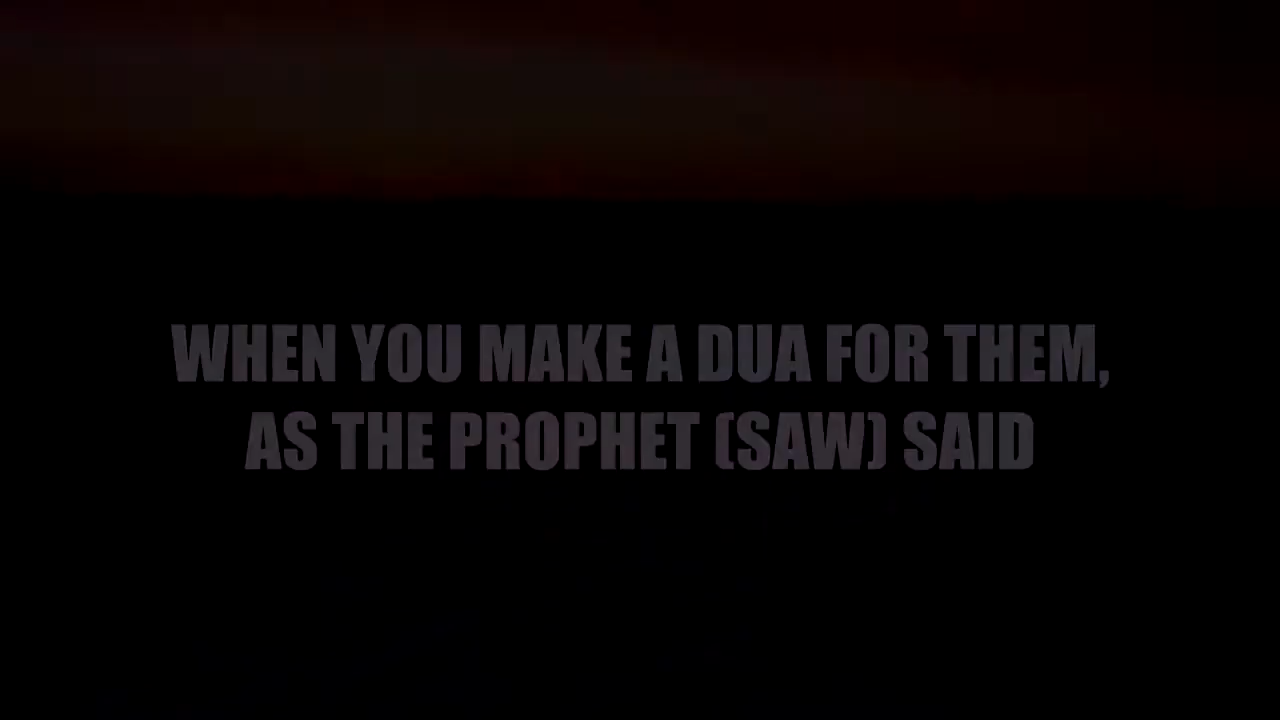 WHEN YOU MAKE A DUA FOR THEM,
AS THE PROPHET (SAW) SAID